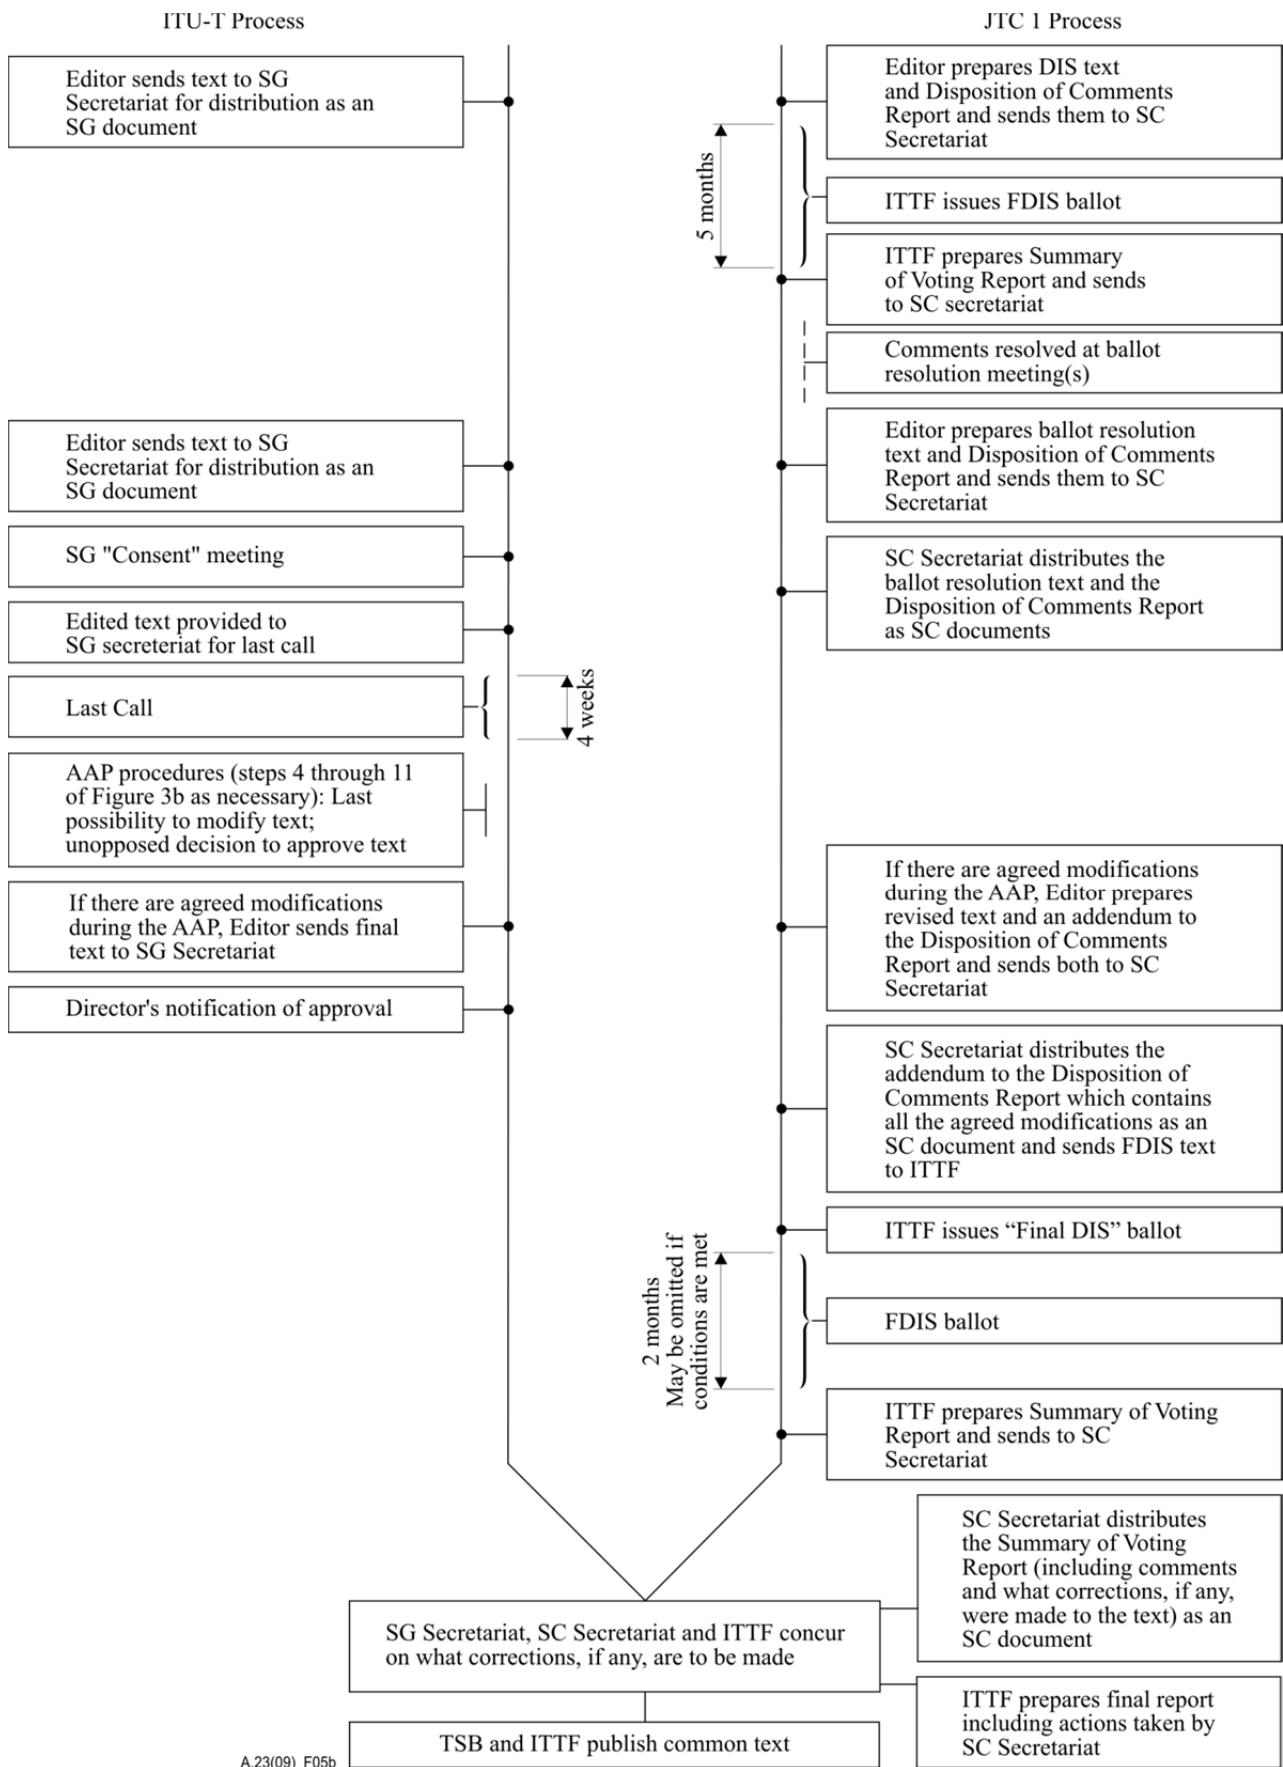 ITU-T Process
JTC 1 Process
Editor sends text to SG
Secretariat for distribution as an
SG document
Editor prepares DIS text
and Disposition of Comments
Report and sends them to SC
Secretariat
5 months
ITTF issues FDIS ballot
ITTF prepares Summary
of Voting Report and sends
to SC secretariat
Comments resolved at ballot
resolution meeting(s)
Editor sends text to SG
Secretariat for distribution as an
SG document
Editor prepares ballot resolution
text and Disposition of Comments
Report and sends them to SC
Secretariat
SG "Consent" meeting
SC Secretariat distributes the
ballot resolution text and the
Disposition of Comments Report
as SC documents
Edited text provided to
SG secreteriat for last call
Last Call
4 weeks
AAP procedures (steps 4 through 11
of Figure 3b as necessary): Last
possibility to modify text;
unopposed decision to approve text
If there are agreed modifications
during the AAP, Editor sends final
text to SG Secretariat
If there are agreed modifications
during the AAP, Editor prepares
revised text and an addendum to
the Disposition of Comments
Report and sends both to SC
Secretariat
Director's notification of approval
SC Secretariat distributes the
addendum to the Disposition of
Comments Report which contains
all the agreed modifications as an
SC document and sends FDIS text
to ITTF
ITTF issues “Final DIS” ballot
2 months
May be omitted if
conditions are met
FDIS ballot
ITTF prepares Summary of Voting
Report and sends to SC
Secretariat
SC Secretariat distributes
the Summary of Voting
Report (including comments
and what corrections, if any,
were made to the text) as an
SC document
SG Secretariat, SC Secretariat and ITTF concur
on what corrections, if any, are to be made
ITTF prepares final report
including actions taken by
SC Secretariat
TSB and ITTF publish common text
A.23(09)_F05b